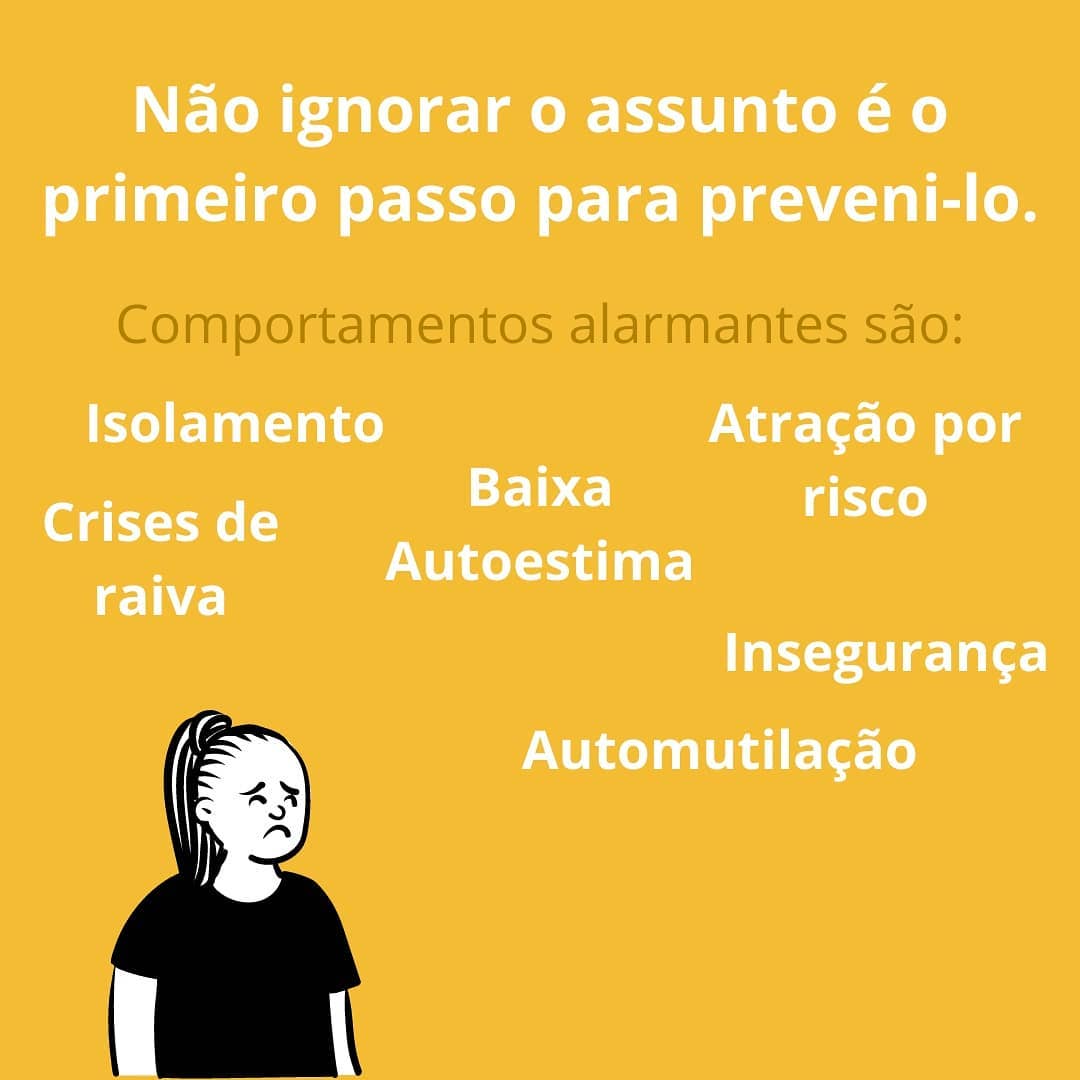 Não ignorar o assunto é o
primeiro passo para preveni-lo.
Comportamentos alarmantes são:
Isolamento
Atração por
risco
Baixa
Autoestima
Crises de
raiva
Insegurança
Automutilação